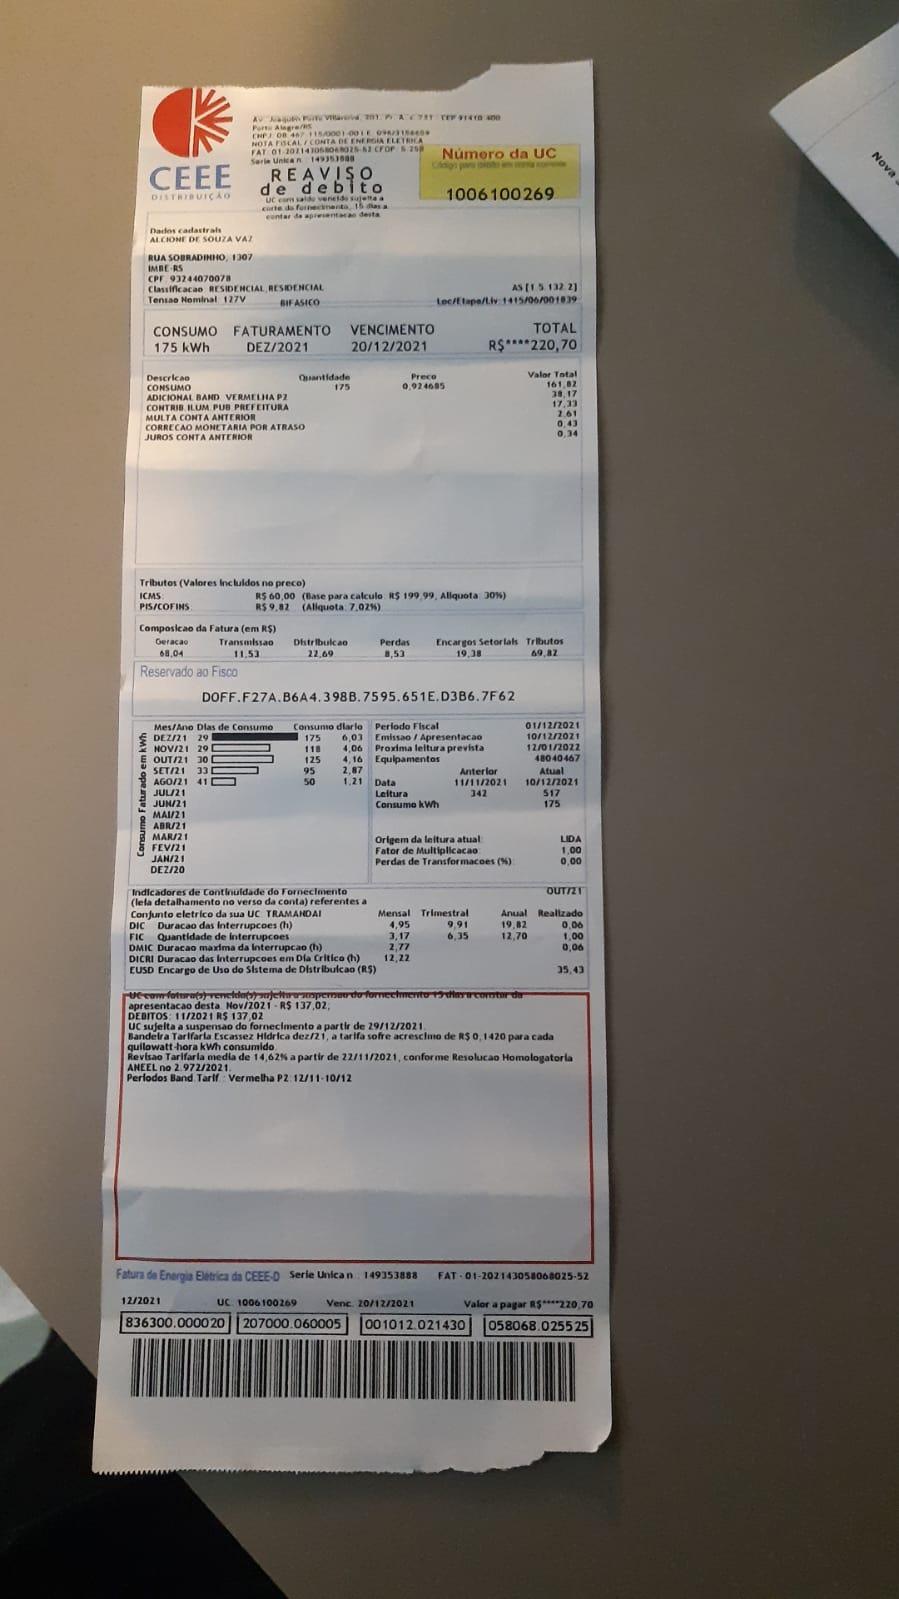 CEEE
DISTRIBUIÇÃO
Av. Joaquim Porto Villanova, 201, Pr. A, c 731 CEP 91410-400
Porto Alegre/RS
CNPJ: 08.467.115/0001-00 I.E. 096/3156659
NOTA FISCAL / CONTA DE ENERGIA ELETRICA
FAT: 01-202143058068025-52 CFOP: 5.258
Serie Unica n.: 149353888
REAVISO
de debito
UC com saldo vencido sujeita a
corte do fornecimento, 15 dias a
contar da apresentacao desta.
Número da UC
Código para débito em conta corrente
1006100269
Dados cadastrais
ALCIONE DE SOUZA VAZ
RUA SOBRADINHO, 1307
IMBE-RS
CPF: 93244070078
Classificacao: RESIDENCIAL,RESIDENCIAL AS [1.5.132.2]
Tensao Nominal: 127V BIFASICO Loc/Etapa/Liv: 1415/06/001839
CONSUMO FATURAMENTO VENCIMENTO TOTAL
175 kWh DEZ/2021 20/12/2021 R$****220,70
Descricao Quantidade Preco Valor Total
CONSUMO 175 0,924685 161,82
ADICIONAL BAND. VERMELHA P2 38,17
CONTRIB.ILUM.PUB PREFEITURA 17,33
MULTA CONTA ANTERIOR 2,61
CORRECAO MONETARIA POR ATRASO 0,43
JUROS CONTA ANTERIOR 0,34
Tributos (Valores incluidos no preco)
ICMS: R$ 60,00 (Base para calculo: R$ 199,99, Aliquota: 30%)
PIS/COFINS: R$ 9,82 (Aliquota: 7,02%)
Composicao da Fatura (em R$)
Geracao Transmissao Distribuicao Perdas Encargos Setoriais Tributos
68,04 11,53 22,69 8,53 19,38 69,82
Reservado ao Fisco
D0FF.F27A.B6A4.398B.7595.651E.D3B6.7F62
Consumo Faturado em kWh
Mes/Ano Dias de Consumo Consumo diario
DEZ/21 29 175 6,03
NOV/21 29 118 4,06
OUT/21 30 125 4,16
SET/21 33 95 2,87
AGO/21 41 50 1,21
JUL/21
JUN/21
MAI/21
ABR/21
MAR/21
FEV/21
JAN/21
DEZ/20
Periodo Fiscal 01/12/2021
Emissao / Apresentacao 10/12/2021
Proxima leitura prevista 12/01/2022
Equipamentos 48040467
Anterior Atual
Data 11/11/2021 10/12/2021
Leitura 342 517
Consumo kWh 175
Origem da leitura atual: LIDA
Fator de Multiplicacao: 1,00
Perdas de Transformacoes (%): 0,00
Indicadores de Continuidade do Fornecimento OUT/21
(leia detalhamento no verso da conta) referentes a
Conjunto eletrico da sua UC: TRAMANDAI Mensal Trimestral Anual Realizado
DIC Duracao das Interrupcoes (h) 4,95 9,91 19,82 0,06
FIC Quantidade de Interrupcoes 3,17 6,35 12,70 1,00
DMIC Duracao maxima da Interrupcao (h) 2,77 0,06
DICRI Duracao das Interrupcoes em Dia Critico (h) 12,22
EUSD Encargo de Uso do Sistema de Distribuicao (R$) 35,43
UC com fatura(s) vencida(s) sujeita a suspensao do fornecimento 15 dias a contar da
apresentacao desta. Nov/2021 - R$ 137,02;
DEBITOS: 11/2021 R$ 137,02
UC sujeita a suspensao do fornecimento a partir de 29/12/2021.
Bandeira Tarifaria Escassez Hidrica dez/21, a tarifa sofre acrescimo de R$ 0,1420 para cada
quilowatt-hora kWh consumido.
Revisao Tarifaria media de 14,62% a partir de 22/11/2021, conforme Resolucao Homologatoria
ANEEL no 2.972/2021.
Periodos Band.Tarif.: Vermelha P2:12/11-10/12
Fatura de Energia Elétrica da CEEE-D Serie Unica n.: 149353888 FAT - 01-202143058068025-52
12/2021 UC: 1006100269 Venc. 20/12/2021 Valor a pagar R$****220,70
836300.000020 207000.060005 001012.021430 058068.025525
Nova